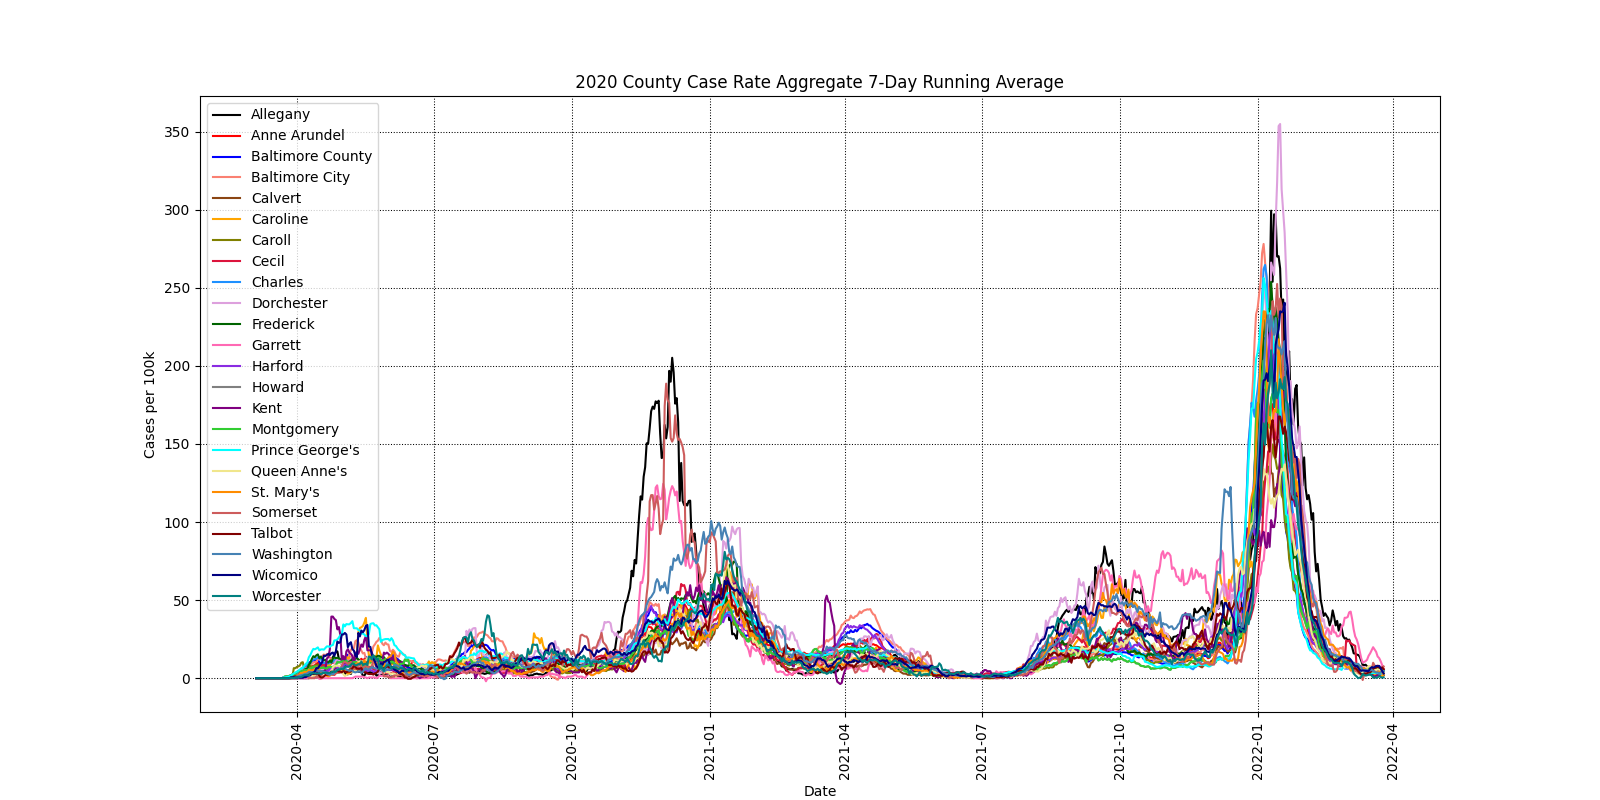 2020 County Case Rate Aggregate 7-Day Running Average
Cases per 100k
350
300
250
200
150
100
50
0
Allegany
Anne Arundel
Baltimore County
Baltimore City
Calvert
Caroline
Caroll
Cecil
Charles
Dorchester
Frederick
Garrett
Harford
Howard
Kent
Montgomery
Prince George's
Queen Anne's
St. Mary's
Somerset
Talbot
Washington
Wicomico
Worcester
2020-04
2020-07
2020-10
2021-01
2021-04
2021-07
2021-10
2022-01
2022-04
Date